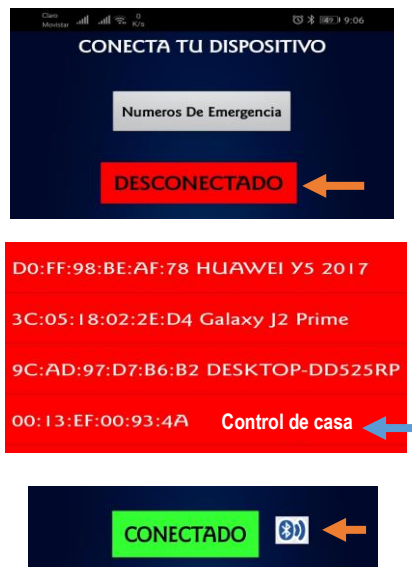 Claro
Movistar
0
K/s
9:06
CONECTA TU DISPOSITIVO
Numeros De Emergencia
DESCONECTADO
D0:FF:98:BE:AF:78 HUAWEI Y5 2017
3C:05:18:02:2E:D4 Galaxy J2 Prime
9C:AD:97:D7:B6:B2 DESKTOP-DD525RP
00:13:EF:00:93:4A Control de casa
CONECTADO